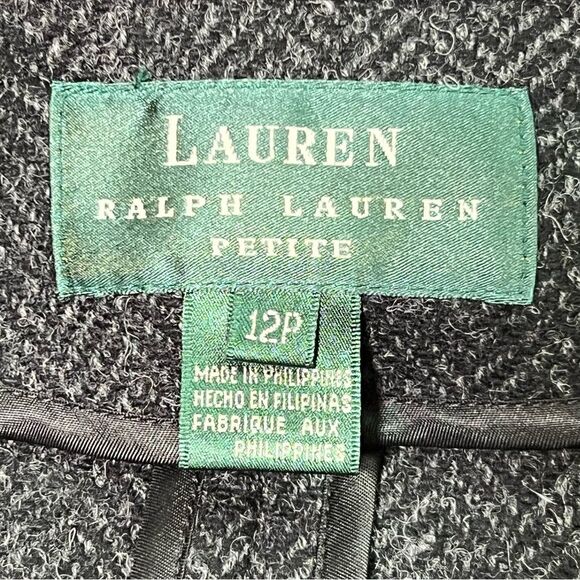 LAUREN
RALPH LAUREN
PETITE
12P
MADE IN PHILIPPINES
HECHO EN FILIPINAS
FABRIQUE AUX
PHILIPPINES